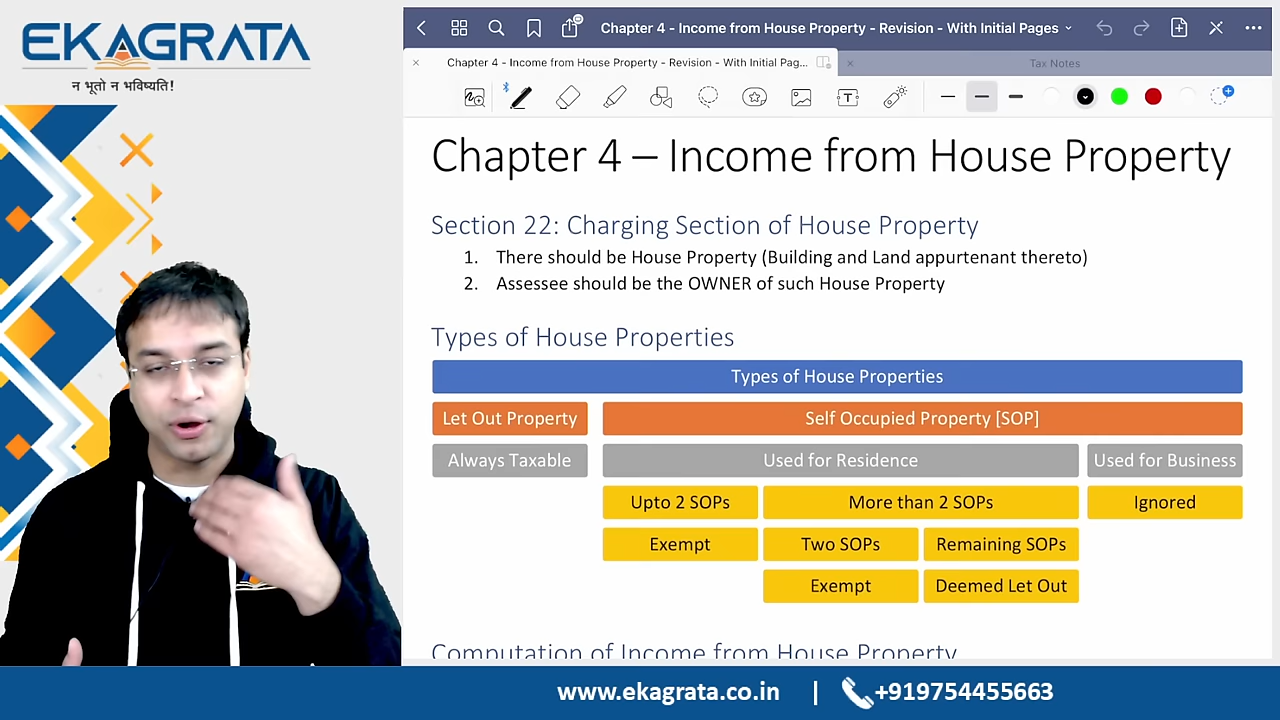 EKAGRATA
न भूतो न भविष्यति!
Chapter 4 - Income from House Property - Revision - With Initial Pages
Chapter 4 - Income from House Property - Revision - With Initial Pag...
Tax Notes
Chapter 4 – Income from House Property
Section 22: Charging Section of House Property
1. There should be House Property (Building and Land appurtenant thereto)
2. Assessee should be the OWNER of such House Property
Types of House Properties
Types of House Properties
Let Out Property Self Occupied Property [SOP]
Always Taxable Used for Residence Used for Business
Upto 2 SOPs More than 2 SOPs Ignored
Exempt Two SOPs Remaining SOPs
Exempt Deemed Let Out
Computation of Income from House Property
www.ekagrata.co.in | +919754455663